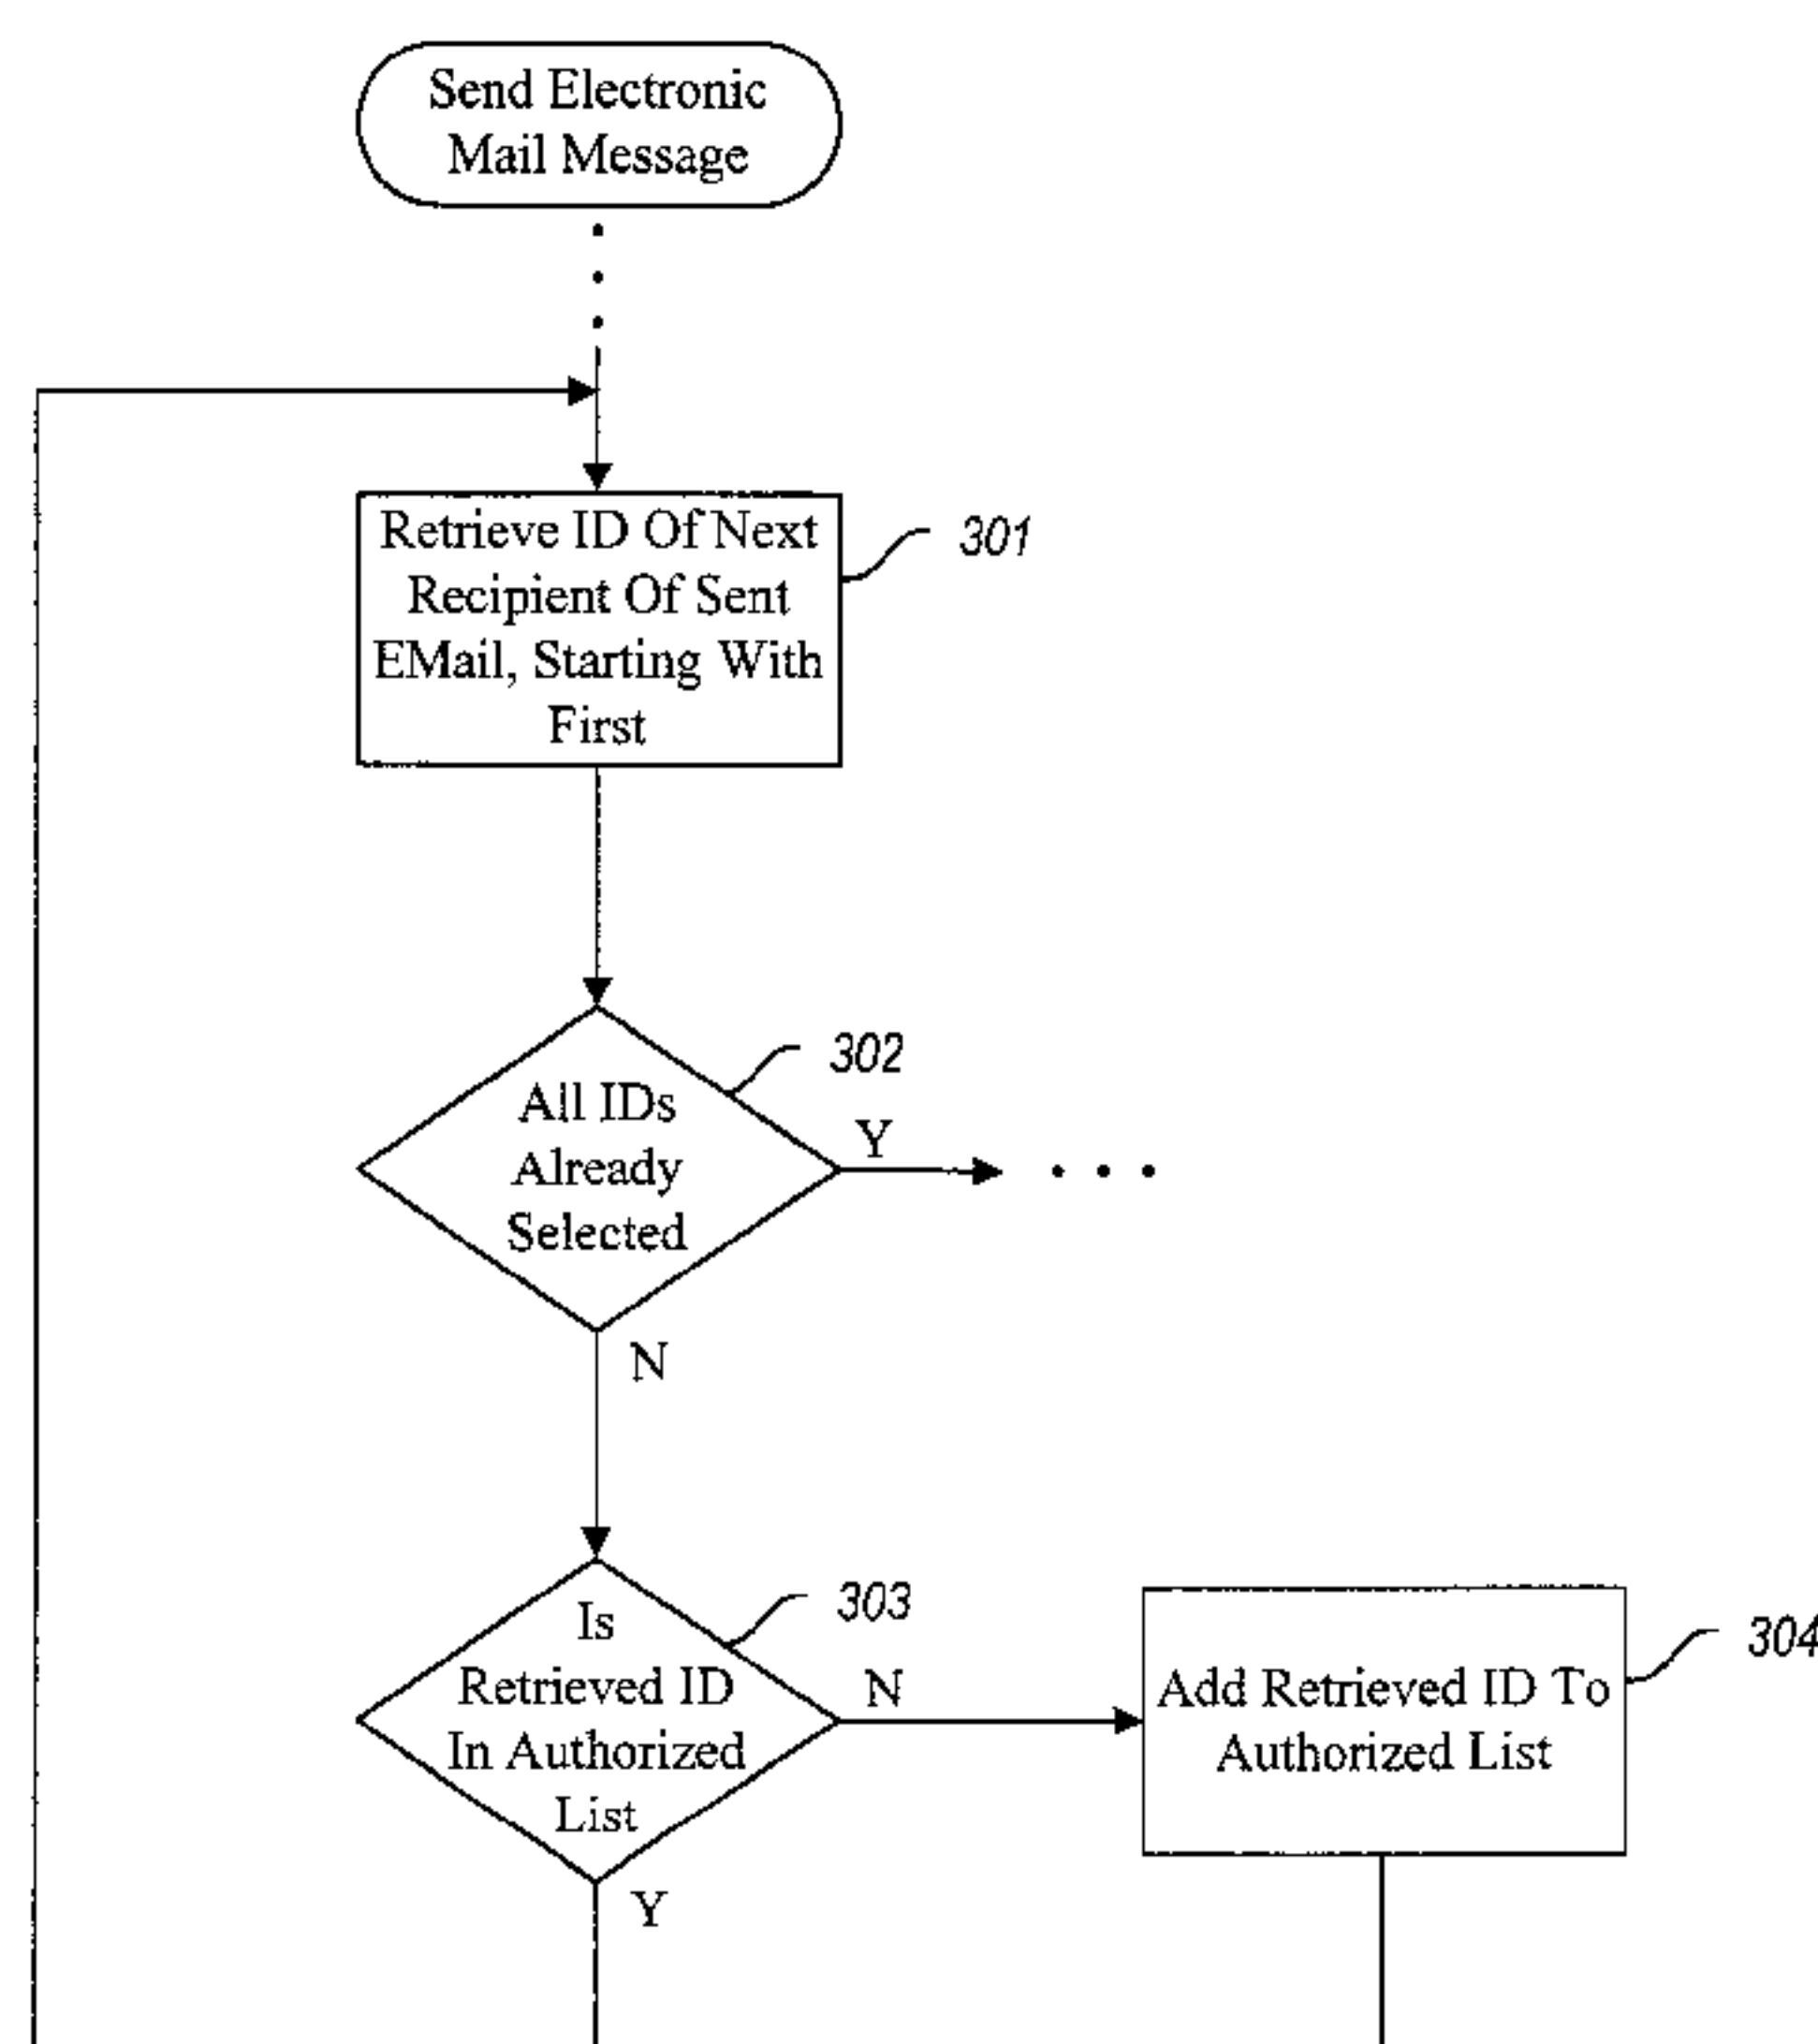 Send Electronic
Mail Message
Retrieve ID Of Next
Recipient Of Sent
EMail, Starting With
First
301
All IDs
Already
Selected
302
Y
N
Is
Retrieved ID
In Authorized
List
303
N
Add Retrieved ID To
Authorized List
304
Y